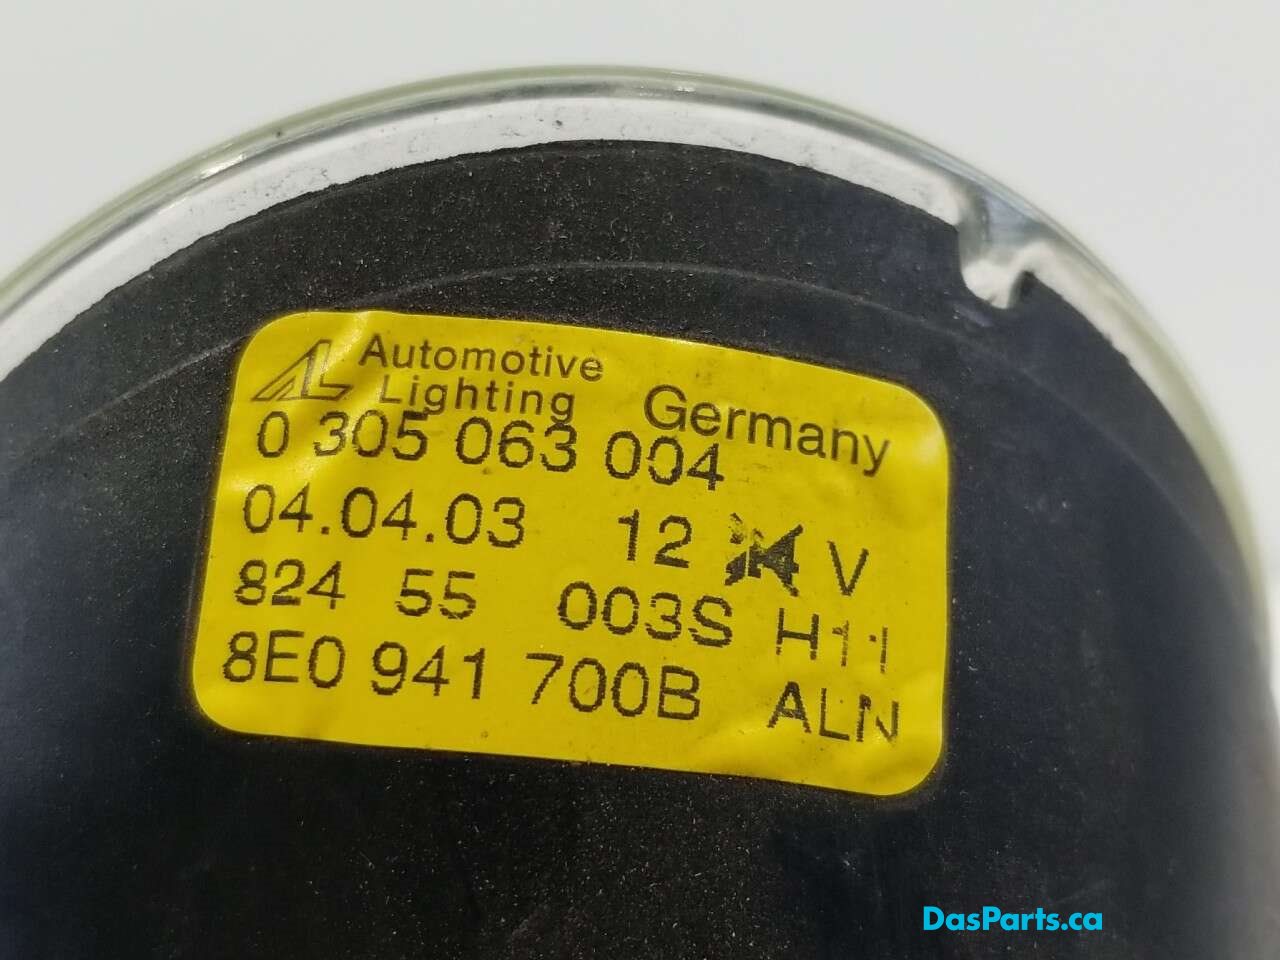 AL Automotive
Lighting Germany
0 305 063 004
04.04.03 12 V
824 55 003S H11
8E0 941 700B ALN
DasParts.ca